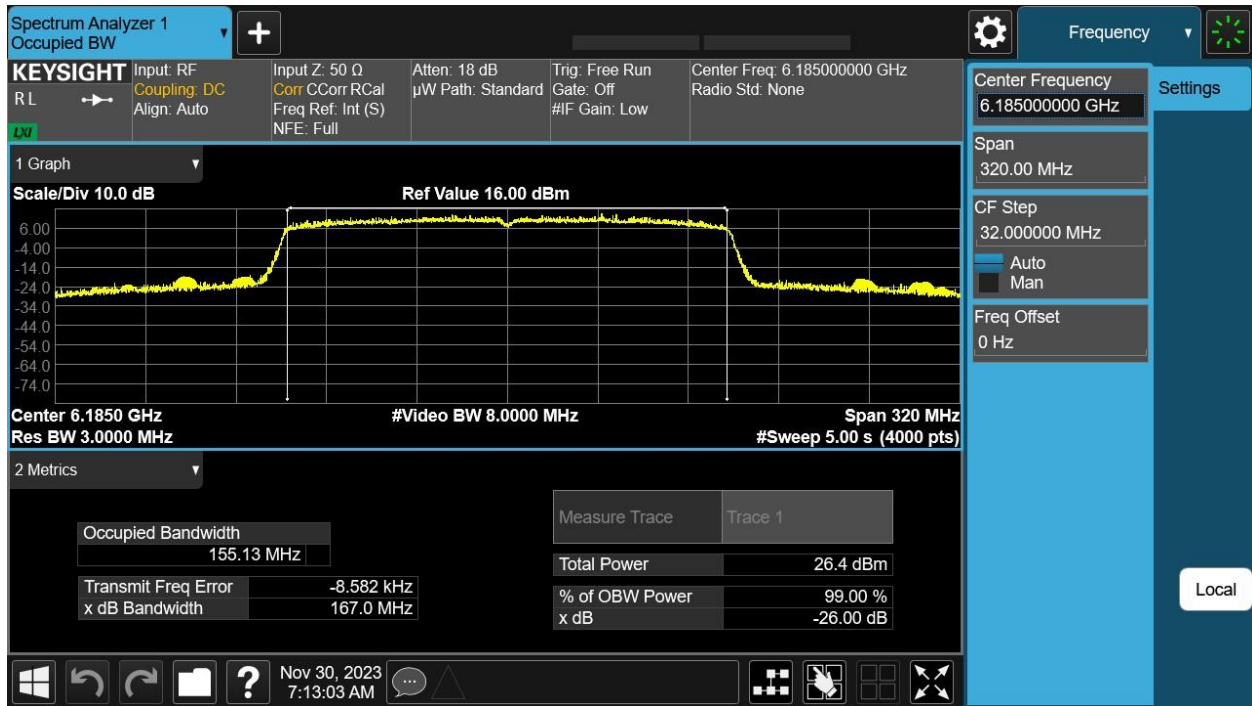 Spectrum Analyzer 1
Occupied BW
+
Frequency
KEYSIGHT
R L
LXI
Input: RF
Coupling: DC
Align: Auto
Input Z: 50 Ω
Corr CCorr RCal
Freq Ref: Int (S)
NFE: Full
Atten: 18 dB
µW Path: Standard
Trig: Free Run
Gate: Off
#IF Gain: Low
Center Freq: 6.185000000 GHz
Radio Std: None
Center Frequency
6.185000000 GHz
Settings
Span
320.00 MHz
CF Step
32.000000 MHz
Auto
Man
Freq Offset
0 Hz
1 Graph
Scale/Div 10.0 dB
Ref Value 16.00 dBm
6.00
-4.00
-14.0
-24.0
-34.0
-44.0
-54.0
-64.0
-74.0
Center 6.1850 GHz
#Video BW 8.0000 MHz
Span 320 MHz
Res BW 3.0000 MHz
#Sweep 5.00 s (4000 pts)
2 Metrics
Measure Trace
Trace 1
Occupied Bandwidth
155.13 MHz
Total Power
26.4 dBm
Transmit Freq Error
-8.582 kHz
% of OBW Power
99.00 %
x dB Bandwidth
167.0 MHz
x dB
-26.00 dB
Local
?
Nov 30, 2023
7:13:03 AM